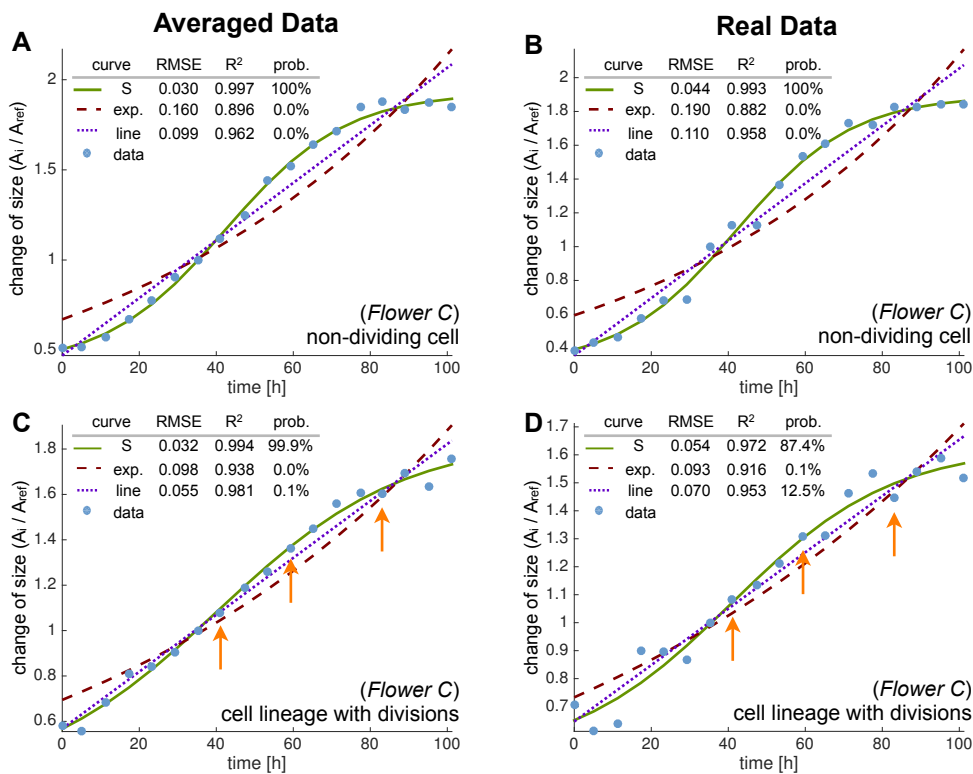 Averaged Data
Real Data
A
curve RMSE R² prob.
S 0.030 0.997 100%
exp. 0.160 0.896 0.0%
line 0.099 0.962 0.0%
data
2
1.5
1
0.5
change of size (Ai / Aref)
0 20 40 60 80 100
time [h]
(Flower C)
non-dividing cell
B
curve RMSE R² prob.
S 0.044 0.993 100%
exp. 0.190 0.882 0.0%
line 0.110 0.958 0.0%
data
2
1.8
1.6
1.4
1.2
1
0.8
0.6
0.4
change of size (Ai / Aref)
0 20 40 60 80 100
time [h]
(Flower C)
non-dividing cell
C
curve RMSE R² prob.
S 0.032 0.994 99.9%
exp. 0.098 0.938 0.0%
line 0.055 0.981 0.1%
data
1.8
1.6
1.4
1.2
1
0.8
0.6
change of size (Ai / Aref)
0 20 40 60 80 100
time [h]
(Flower C)
cell lineage with divisions
D
curve RMSE R² prob.
S 0.054 0.972 87.4%
exp. 0.093 0.916 0.1%
line 0.070 0.953 12.5%
data
1.7
1.6
1.5
1.4
1.3
1.2
1.1
1
0.9
0.8
0.7
change of size (Ai / Aref)
0 20 40 60 80 100
time [h]
(Flower C)
cell lineage with divisions